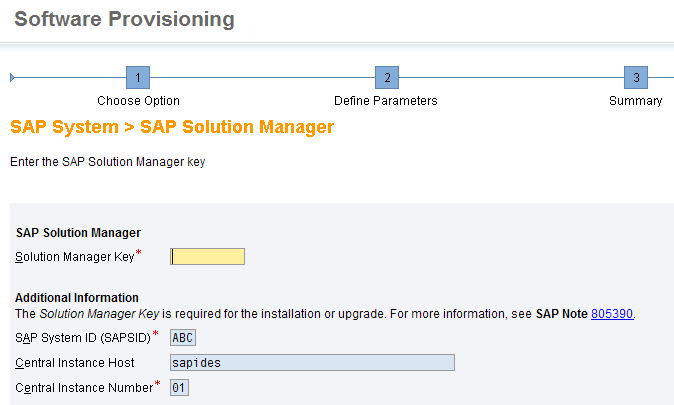 Software Provisioning
1 2 3
Choose Option Define Parameters Summary
SAP System > SAP Solution Manager
Enter the SAP Solution Manager key
SAP Solution Manager
Solution Manager Key*
Additional Information
The Solution Manager Key is required for the installation or upgrade. For more information, see SAP Note 805390.
SAP System ID (SAPSID)* ABC
Central Instance Host sapides
Central Instance Number* 01